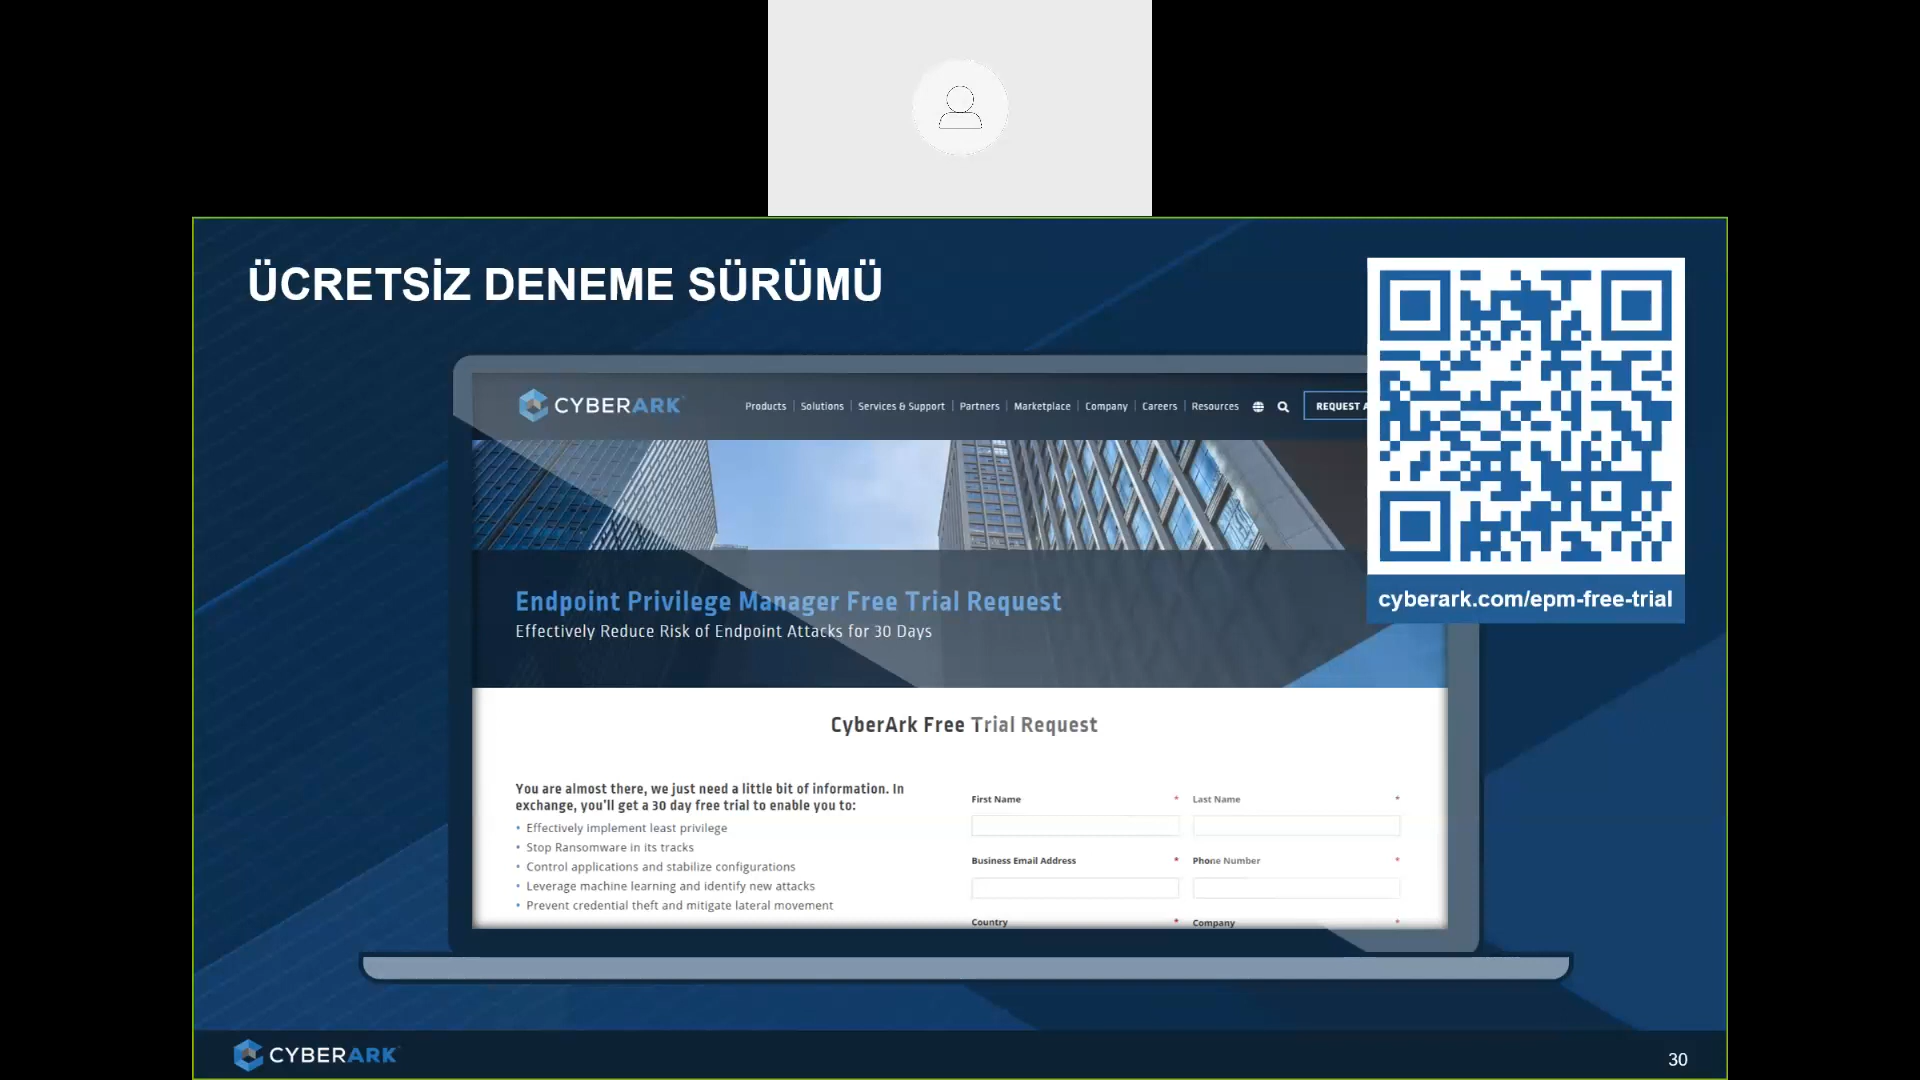 ÜCRETSİZ DENEME SÜRÜMÜ
CYBERARK
Products
Solutions
Services & Support
Partners
Marketplace
Company
Careers
Resources
REQUEST
Endpoint Privilege Manager Free Trial Request
Effectively Reduce Risk of Endpoint Attacks for 30 Days
cyberark.com/epm-free-trial
CyberArk Free Trial Request
You are almost there, we just need a little bit of information. In
exchange, you'll get a 30 day free trial to enable you to:
• Effectively implement least privilege
• Stop Ransomware in its tracks
• Control applications and stabilize configurations
• Leverage machine learning and identify new attacks
• Prevent credential theft and mitigate lateral movement
First Name *
Last Name *
Business Email Address *
Phone Number *
Country *
Company *
CYBERARK
30